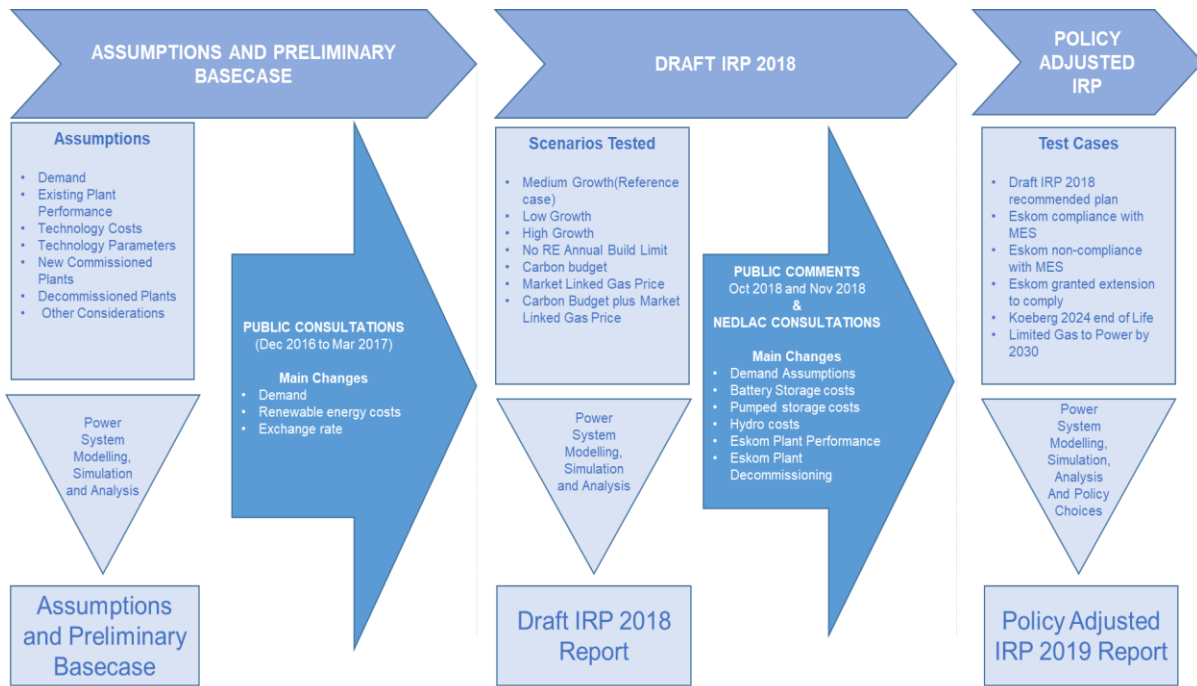 ASSUMPTIONS AND PRELIMINARY
BASECASE
Assumptions
• Demand
• Existing Plant
Performance
• Technology Costs
• Technology Parameters
• New Commissioned
Plants
• Decommissioned Plants
• Other Considerations
Power
System
Modelling,
Simulation
and Analysis
Assumptions
and Preliminary
Basecase
PUBLIC CONSULTATIONS
(Dec 2016 to Mar 2017)
Main Changes
• Demand
• Renewable energy costs
• Exchange rate
DRAFT IRP 2018
Scenarios Tested
• Medium Growth(Reference
case)
• Low Growth
• High Growth
• No RE Annual Build Limit
• Carbon budget
• Market Linked Gas Price
• Carbon Budget plus Market
Linked Gas Price
Power
System
Modelling,
Simulation
and Analysis
Draft IRP 2018
Report
PUBLIC COMMENTS
Oct 2018 and Nov 2018
&
NEDLAC CONSULTATIONS
Main Changes
• Demand Assumptions
• Battery Storage costs
• Pumped storage costs
• Hydro costs
• Eskom Plant Performance
• Eskom Plant
Decommissioning
POLICY
ADJUSTED
IRP
Test Cases
• Draft IRP 2018
recommended plan
• Eskom compliance with
MES
• Eskom non-compliance
with MES
• Eskom granted extension
to comply
• Koeberg 2024 end of Life
• Limited Gas to Power by
2030
Power
System
Modelling,
Simulation,
Analysis
And Policy
Choices
Policy Adjusted
IRP 2019 Report